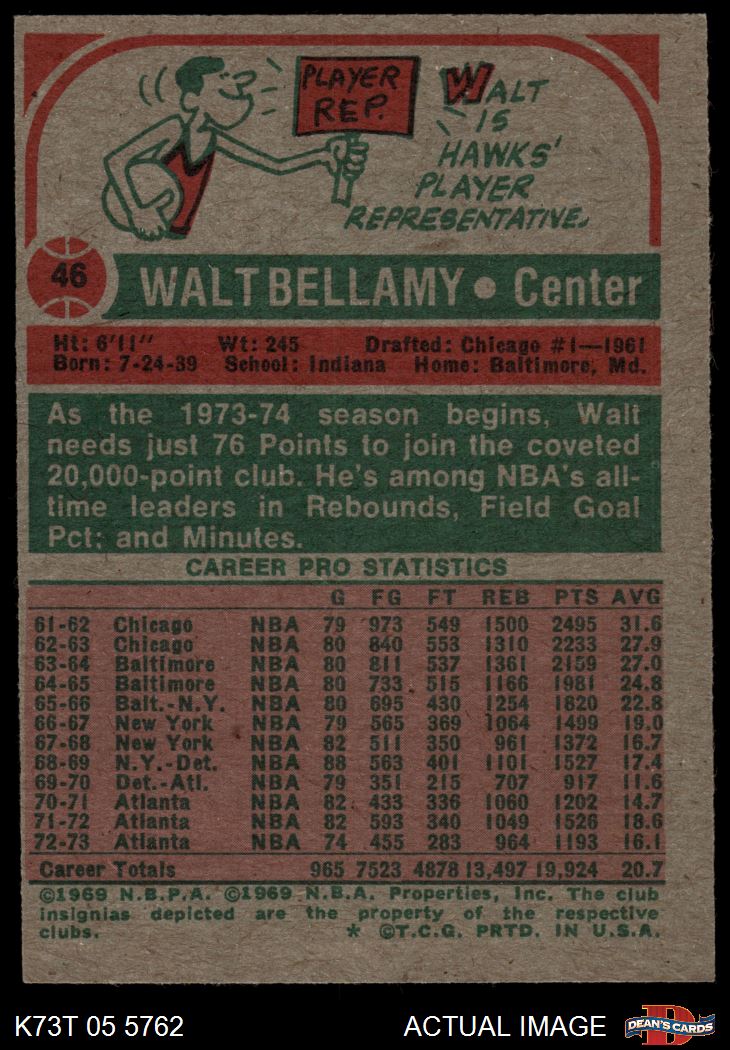 PLAYER REP.
WALT
IS
HAWKS'
PLAYER
REPRESENTATIVE.
46
WALT BELLAMY • Center
Ht: 6'11" Wt: 245 Drafted: Chicago #1—1961
Born: 7-24-39 School: Indiana Home: Baltimore, Md.
As the 1973-74 season begins, Walt
needs just 76 Points to join the coveted
20,000-point club. He's among NBA's all-
time leaders in Rebounds, Field Goal
Pct; and Minutes.
CAREER PRO STATISTICS
G FG FT REB PTS AVG
61-62 Chicago NBA 79 973 549 1500 2495 31.6
62-63 Chicago NBA 80 840 553 1310 2233 27.9
63-64 Baltimore NBA 80 811 537 1361 2159 27.0
64-65 Baltimore NBA 80 733 515 1166 1981 24.8
65-66 Balt.-N.Y. NBA 80 695 430 1254 1820 22.8
66-67 New York NBA 79 565 369 1064 1499 19.0
67-68 New York NBA 82 511 350 961 1372 16.7
68-69 N.Y.-Det. NBA 88 563 401 1101 1527 17.4
69-70 Det.-Atl. NBA 79 351 215 707 917 11.6
70-71 Atlanta NBA 82 433 336 1060 1202 14.7
71-72 Atlanta NBA 82 593 340 1049 1526 18.6
72-73 Atlanta NBA 74 455 283 964 1193 16.1
Career Totals 965 7523 4878 13,497 19,924 20.7
©1969 N.B.P.A. ©1969 N.B.A. Properties, Inc. The club
insignias depicted are the property of the respective
clubs. * ©T.C.G. PRTD. IN U.S.A.
K73T 05 5762 ACTUAL IMAGE D DEAN'S CARDS